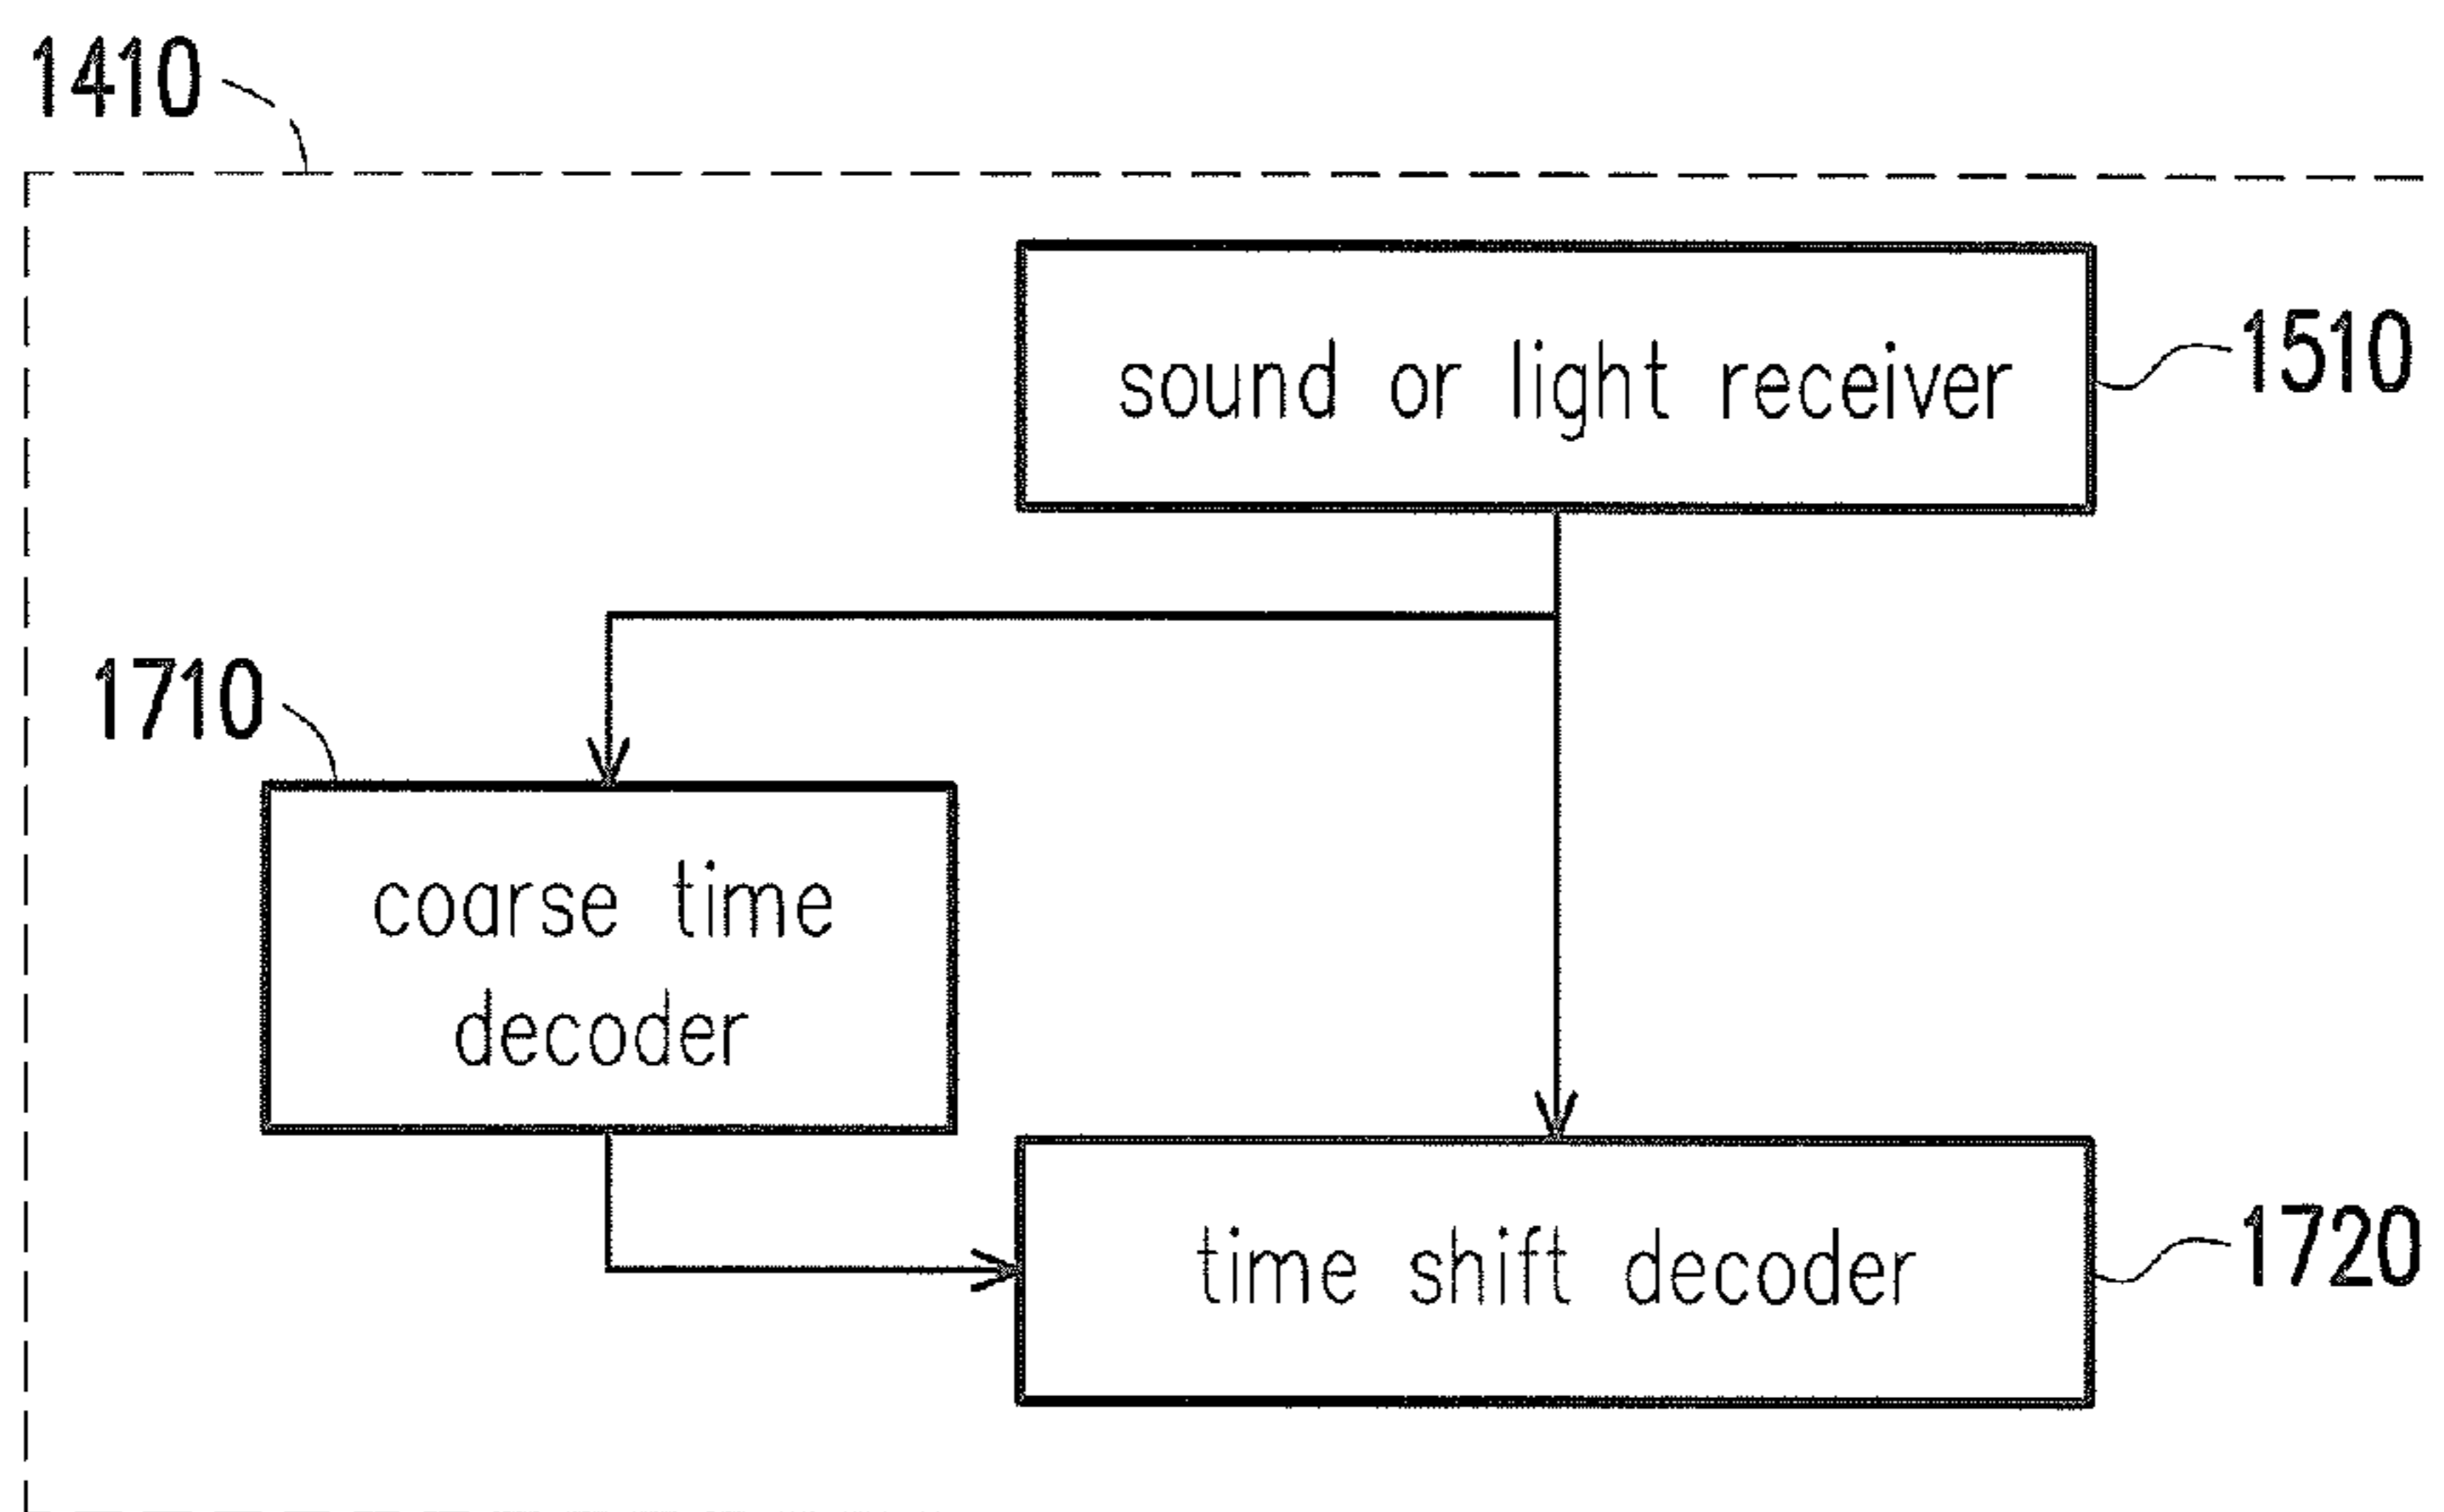 1410
sound or light receiver
1510
1710
coarse time
decoder
time shift decoder
1720